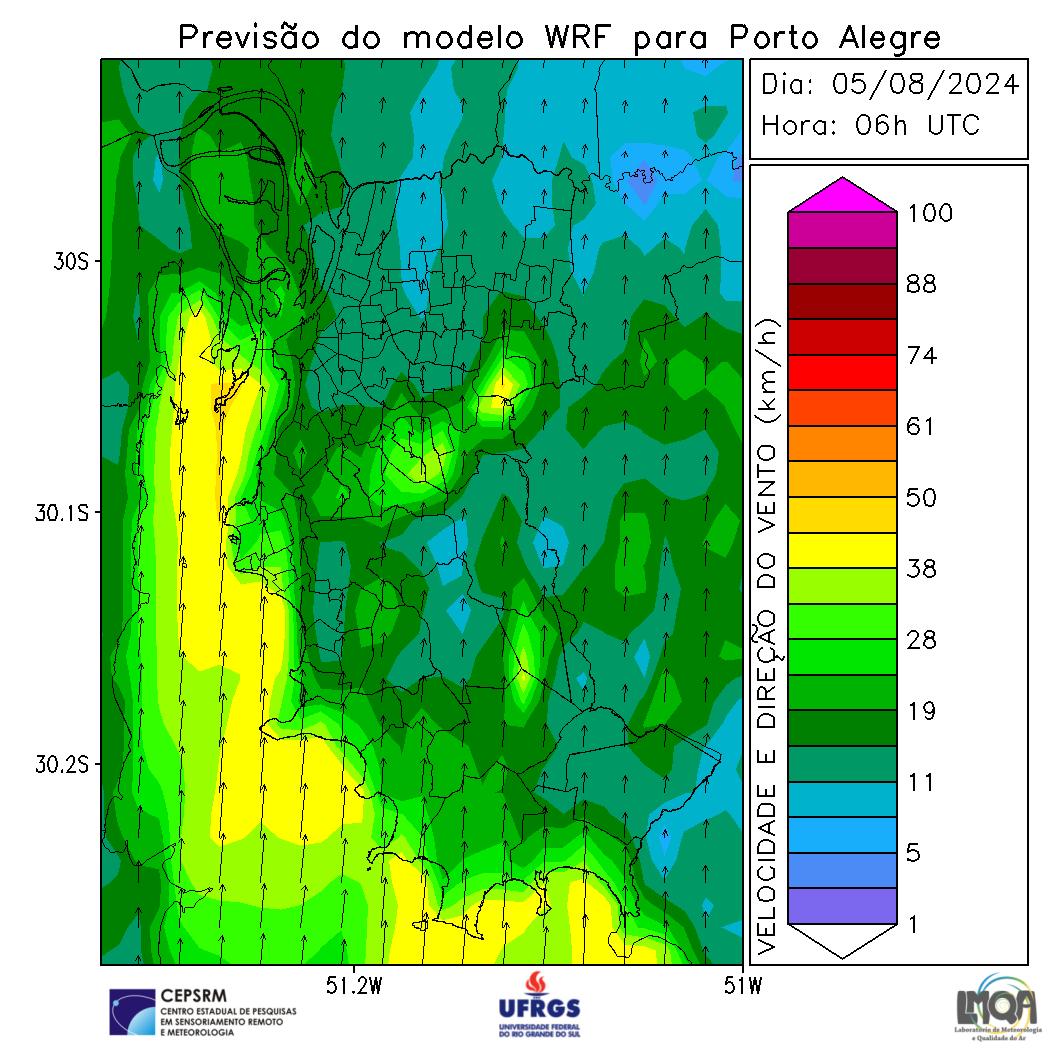 Previsão do modelo WRF para Porto Alegre
Dia: 05/08/2024
Hora: 06h UTC
30S
30.1S
30.2S
51.2W
51W
VELOCIDADE E DIREÇÃO DO VENTO (km/h)
100
88
74
61
50
38
28
19
11
5
1
CEPSRM
CENTRO ESTADUAL DE PESQUISAS
EM SENSORIAMENTO REMOTO
E METEOROLOGIA
UFRGS
UNIVERSIDADE FEDERAL
DO RIO GRANDE DO SUL
LMQA
Laboratório de Meteorologia
e Qualidade do Ar